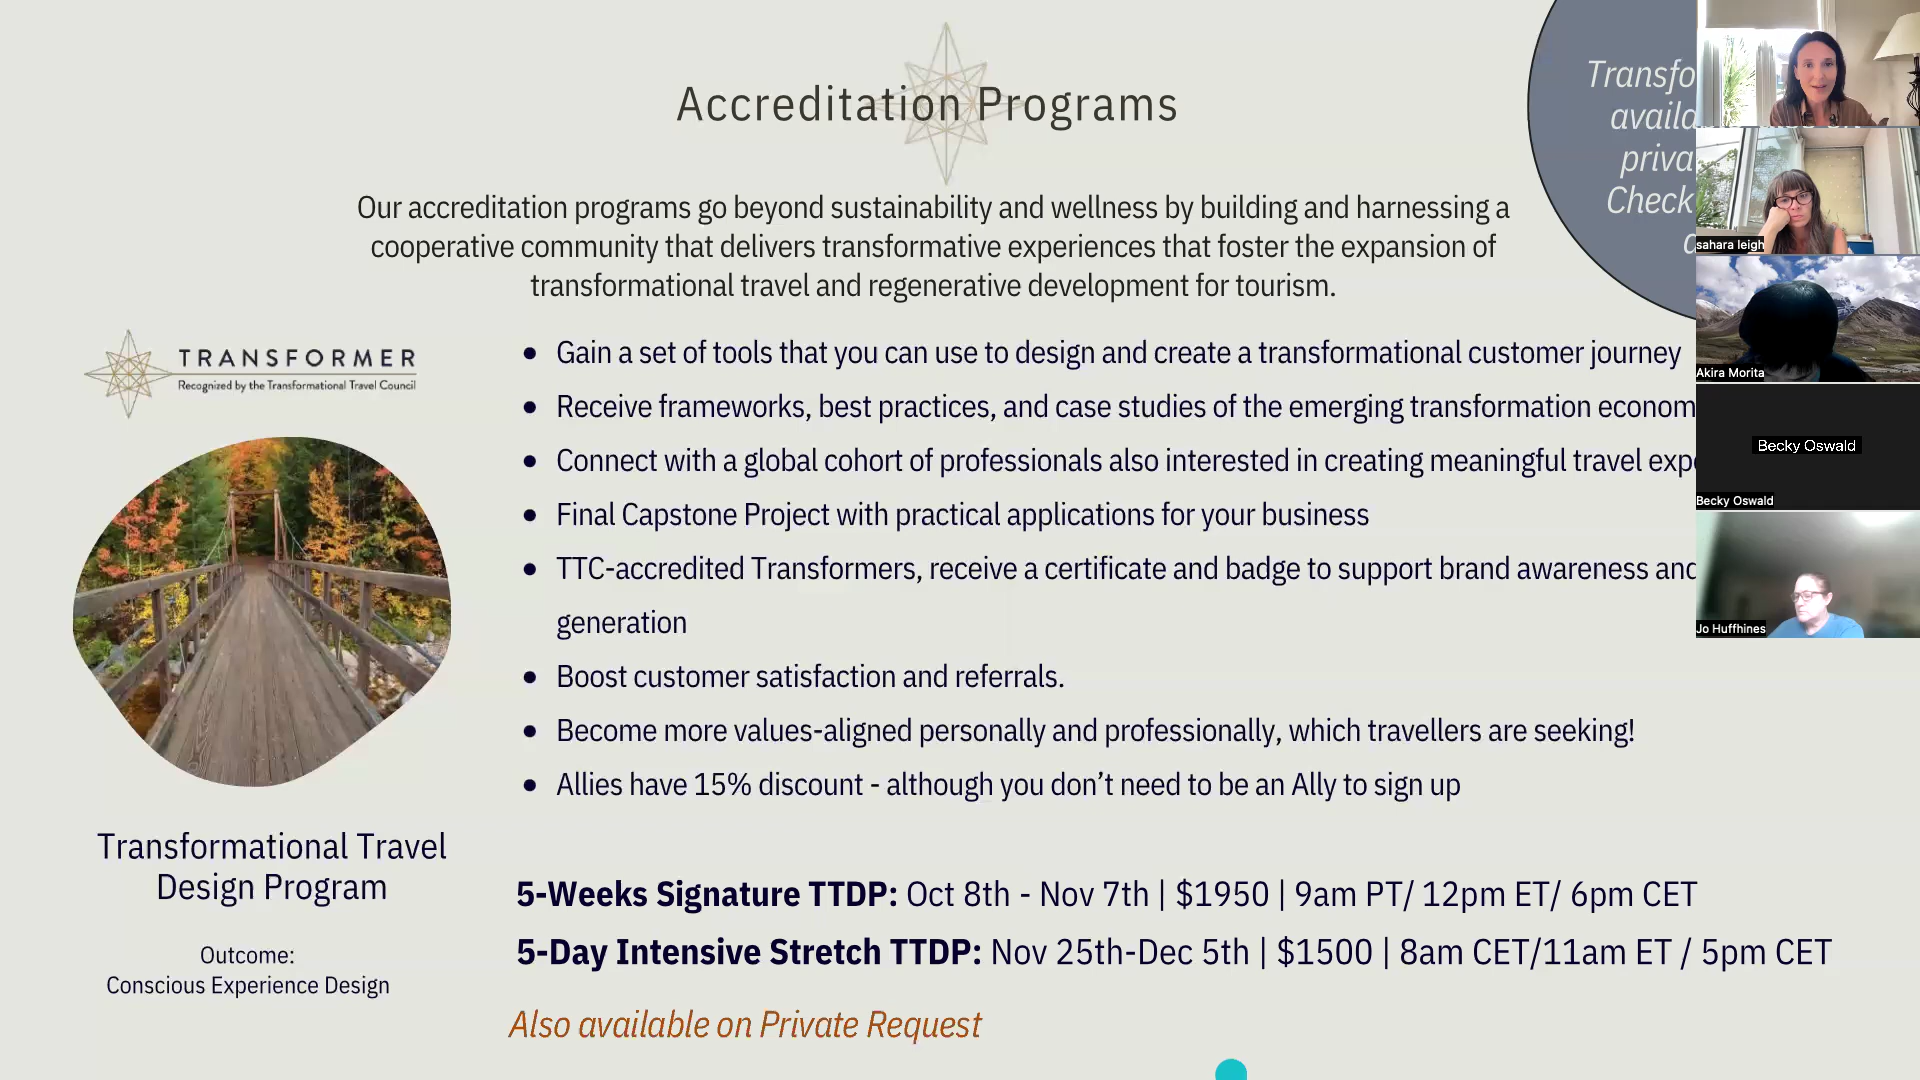 Accreditation Programs
Our accreditation programs go beyond sustainability and wellness by building and harnessing a
cooperative community that delivers transformative experiences that foster the expansion of
transformational travel and regenerative development for tourism.
TRANSFORMER
Recognized by the Transformational Travel Council
Transformational Travel
Design Program
Outcome:
Conscious Experience Design
• Gain a set of tools that you can use to design and create a transformational customer journey
• Receive frameworks, best practices, and case studies of the emerging transformation econom
• Connect with a global cohort of professionals also interested in creating meaningful travel exp
• Final Capstone Project with practical applications for your business
• TTC-accredited Transformers, receive a certificate and badge to support brand awareness and
generation
• Boost customer satisfaction and referrals.
• Become more values-aligned personally and professionally, which travellers are seeking!
• Allies have 15% discount - although you don’t need to be an Ally to sign up
5-Weeks Signature TTDP: Oct 8th - Nov 7th | $1950 | 9am PT/ 12pm ET/ 6pm CET
5-Day Intensive Stretch TTDP: Nov 25th-Dec 5th | $1500 | 8am CET/11am ET / 5pm CET
Also available on Private Request
Transfo
availa
priva
Check
sahara leigh
Akira Morita
Becky Oswald
Becky Oswald
Jo Huffhines